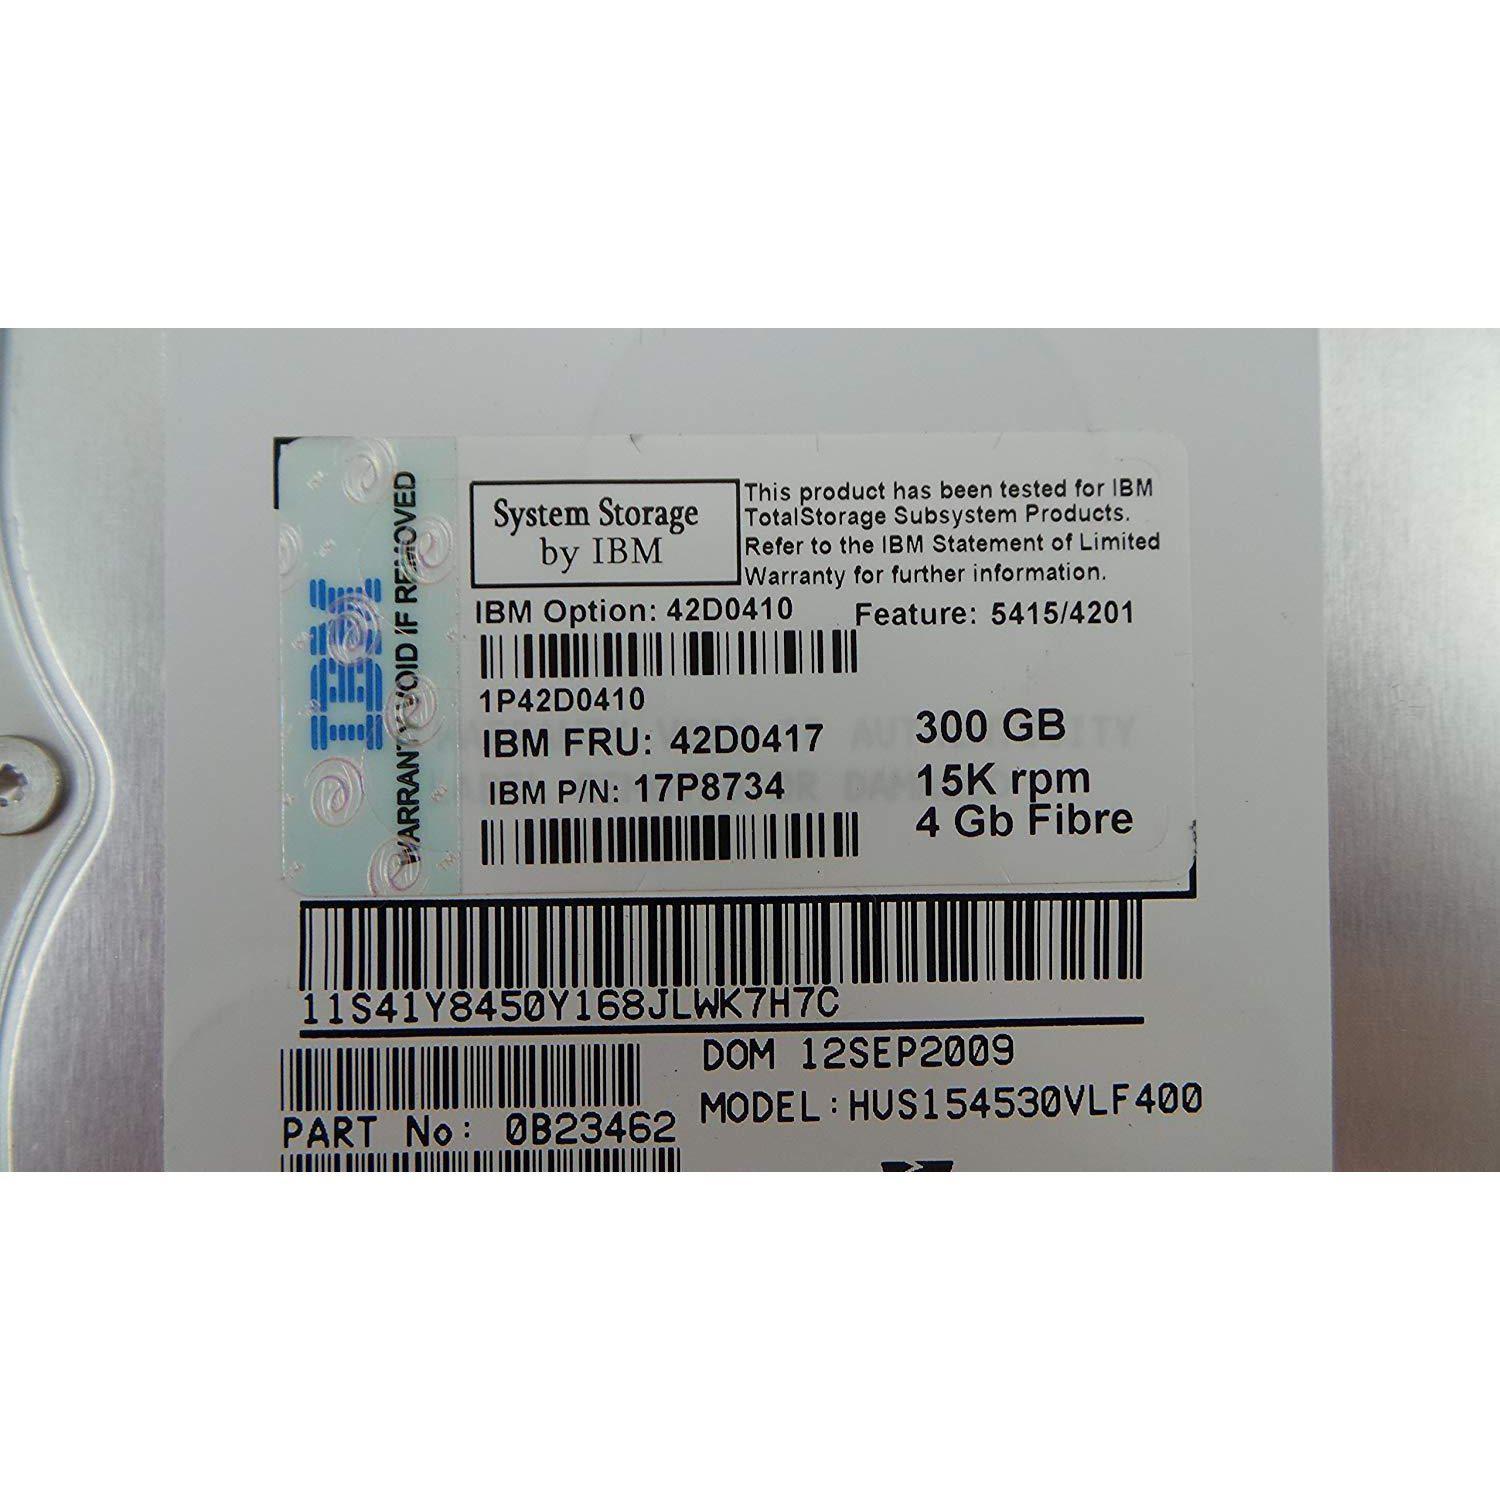 IBM
WARRANTY VOID IF REMOVED
System Storage
by IBM
This product has been tested for IBM
TotalStorage Subsystem Products.
Refer to the IBM Statement of Limited
Warranty for further information.
IBM Option: 42D0410 Feature: 5415/4201
1P42D0410
IBM FRU: 42D0417
IBM P/N: 17P8734
300 GB
15K rpm
4 Gb Fibre
11S41Y8450Y168JLWK7H7C
DOM 12SEP2009
MODEL:HUS154530VLF400
PART No: 0B23462